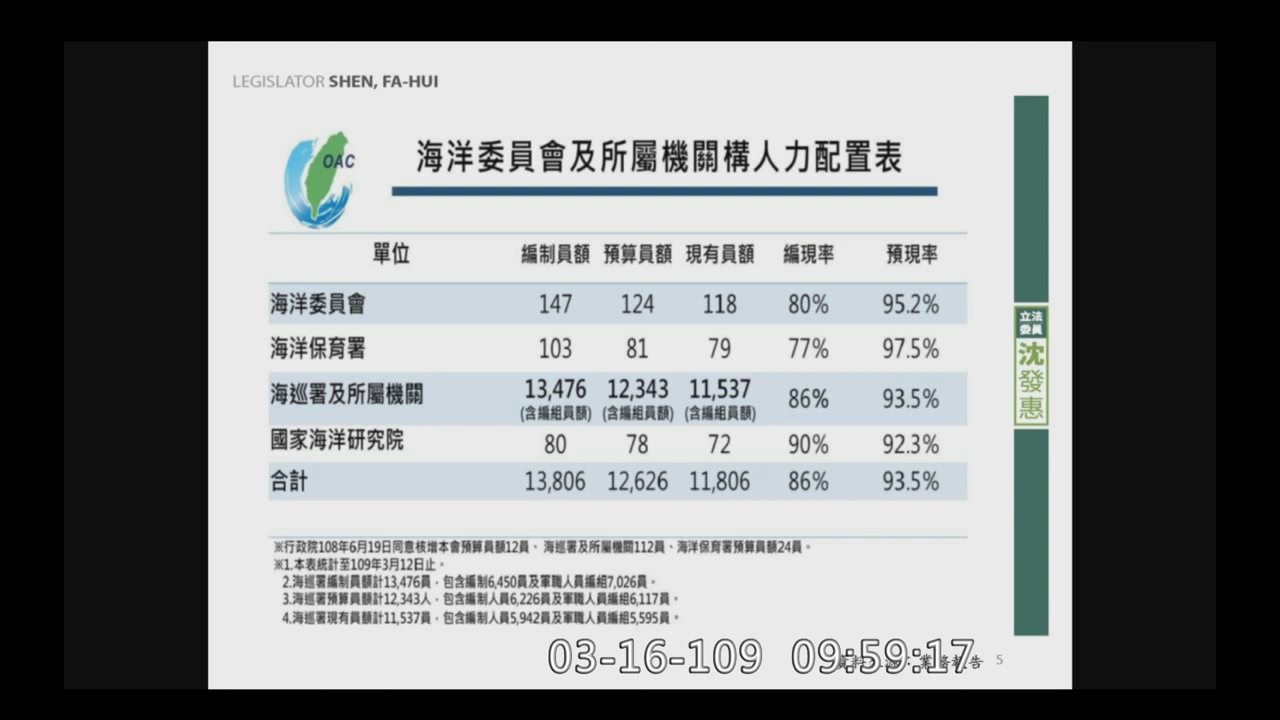 LEGISLATOR SHEN, FA-HUI
OAC
海洋委員會及所屬機關構人力配置表
單位 編制員額 預算員額 現有員額 編現率 預現率
海洋委員會 147 124 118 80% 95.2%
海洋保育署 103 81 79 77% 97.5%
海巡署及所屬機關 13,476 12,343 11,537 86% 93.5%
(含編組員額) (含編組員額) (含編組員額)
國家海洋研究院 80 78 72 90% 92.3%
合計 13,806 12,626 11,806 86% 93.5%
立法
委員
沈
發
惠
※行政院108年6月19日同意核增本會預算員額12員、海巡署及所屬機關112員、海洋保育署預算員額24員。
※1.本表統計至109年3月12日止。
2.海巡署編制員額計13,476員，包含編制6,450員及軍職人員編組7,026員。
3.海巡署預算員額計12,343人，包含編制人員6,226員及軍職人員編組6,117員。
4.海巡署現有員額計11,537員，包含編制人員5,942員及軍職人員編組5,595員。
03-16-109 09:59:17
5